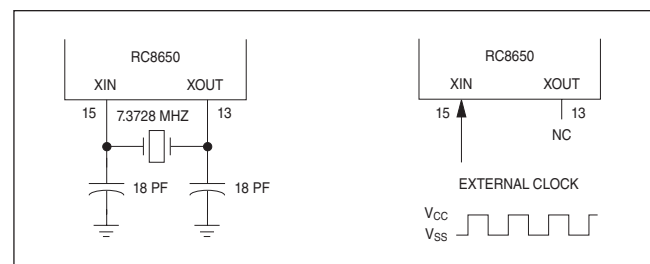 RC8650
XIN XOUT
15 13
7.3728 MHZ
18 PF 18 PF
RC8650
XIN XOUT
15 13
NC
EXTERNAL CLOCK
VCC
VSS